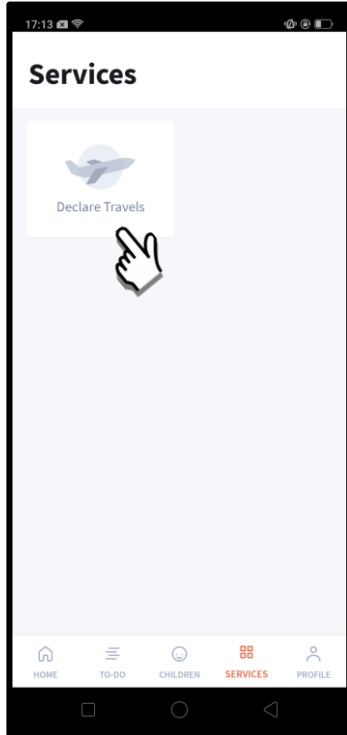 17:13
Services
Declare Travels
HOME TO-DO CHILDREN SERVICES PROFILE